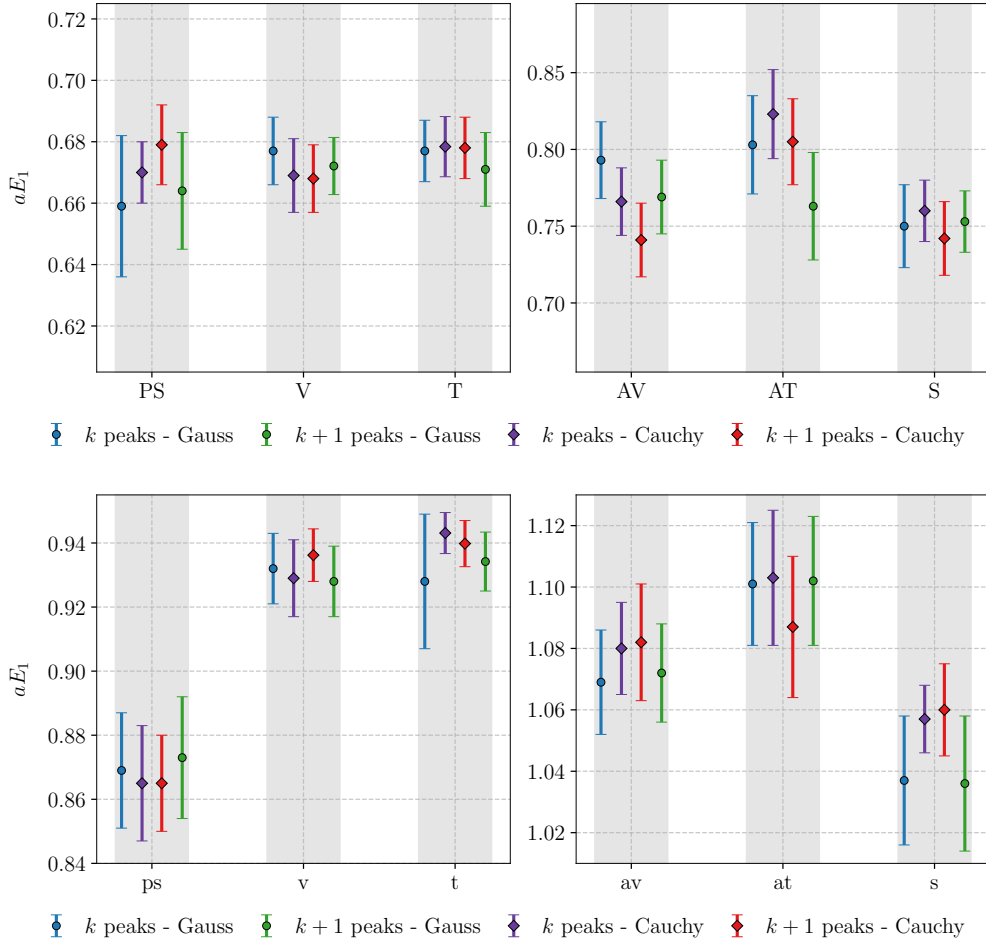 0.72
0.70
0.68
0.66
0.64
0.62
aE₁
PS V T
0.85
0.80
0.75
0.70
AV AT S
k peaks - Gauss k + 1 peaks - Gauss k peaks - Cauchy k + 1 peaks - Cauchy
0.94
0.92
0.90
0.88
0.86
0.84
aE₁
ps v t
1.12
1.10
1.08
1.06
1.04
1.02
av at s
k peaks - Gauss k + 1 peaks - Gauss k peaks - Cauchy k + 1 peaks - Cauchy